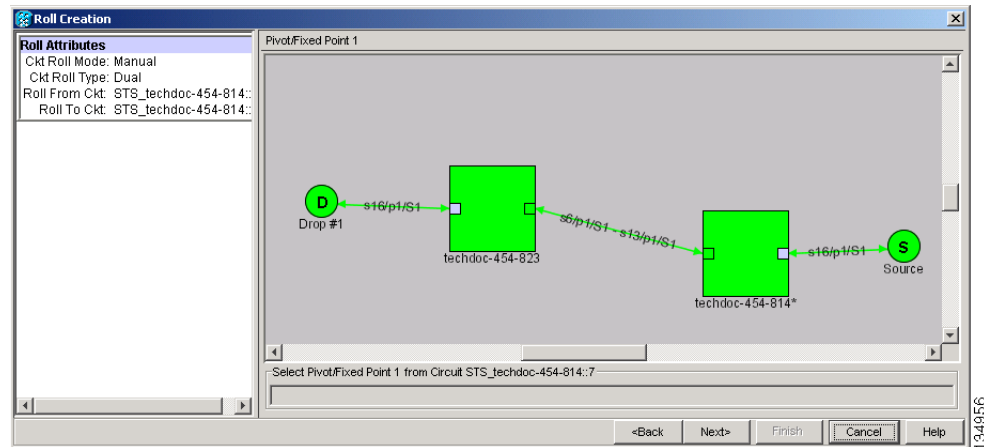 Roll Creation
Roll Attributes
Ckt Roll Mode: Manual
Ckt Roll Type: Dual
Roll From Ckt: STS_techdoc-454-814::
Roll To Ckt: STS_techdoc-454-814::
Pivot/Fixed Point 1
D
Drop #1
s16/p1/S1
techdoc-454-823
s6/p1/S1 - s13/p1/S1
techdoc-454-814*
s16/p1/S1
S
Source
Select Pivot/Fixed Point 1 from Circuit STS_techdoc-454-814::7
<Back
Next>
Finish
Cancel
Help
134956